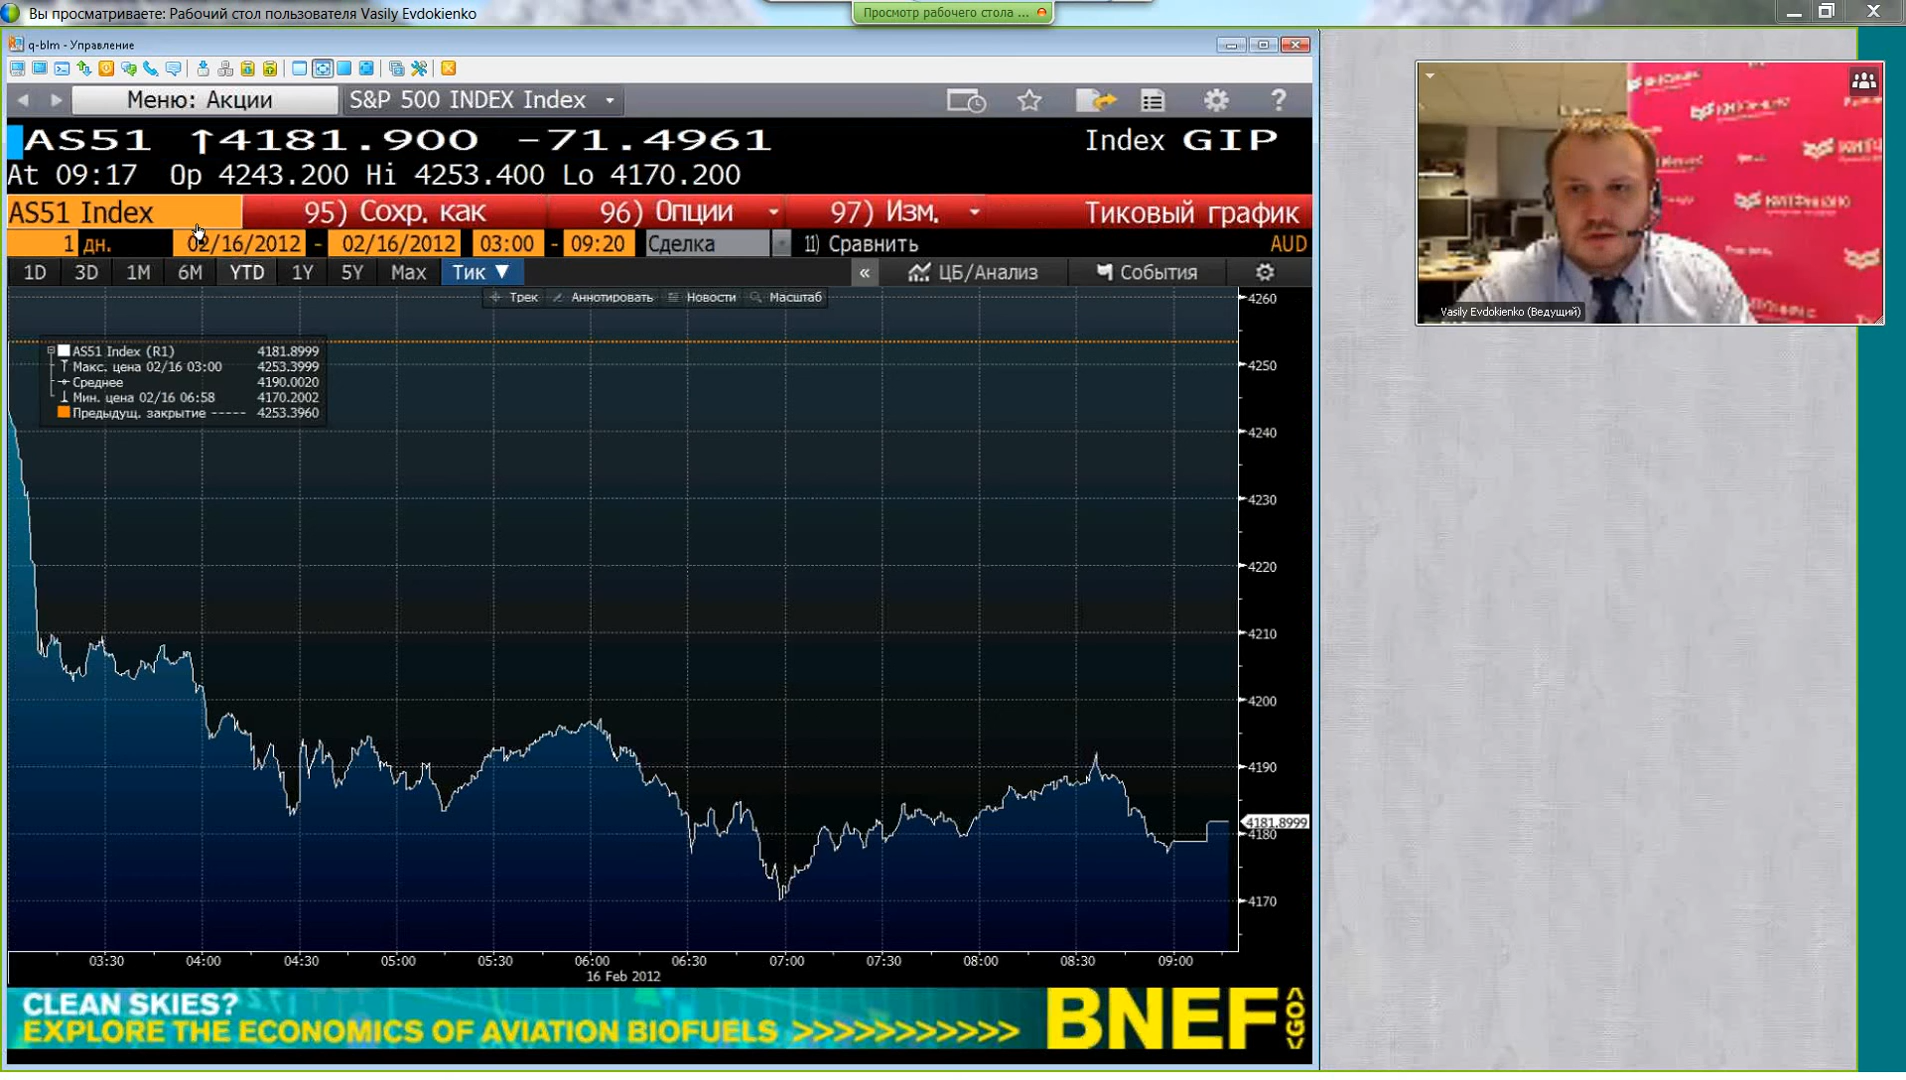 Вы просматриваете: Рабочий стол пользователя Vasily Evdokienko
Просмотр рабочего стола ...
q-blm - Управление
Меню: Акции
S&P 500 INDEX Index
?
AS51 ↑4181.900 -71.4961
Index GIP
At 09:17 Op 4243.200 Hi 4253.400 Lo 4170.200
AS51 Index
95) Сохр. как
96) Опции
97) Изм.
Тиковый график
1 дн.
02/16/2012 - 02/16/2012
03:00 - 09:20
Сделка
11) Сравнить
AUD
1D 3D 1M 6M YTD 1Y 5Y Max Тик ▼
«
ЦБ/Анализ
События
Трек
Аннотировать
Новости
Масштаб
AS51 Index (R1) 4181.8999
Макс. цена 02/16 03:00 4253.3999
Среднее 4190.0020
Мин. цена 02/16 06:58 4170.2002
Предыдущ. закрытие ----- 4253.3960
4260
4250
4240
4230
4220
4210
4200
4190
4181.8999
4180
4170
03:30 04:00 04:30 05:00 05:30 06:00 06:30 07:00 07:30 08:00 08:30 09:00
16 Feb 2012
CLEAN SKIES?
EXPLORE THE ECONOMICS OF AVIATION BIOFUELS >>>>>>>>>>>
BNEF
<GO>
Vasily Evdokienko (Ведущий)